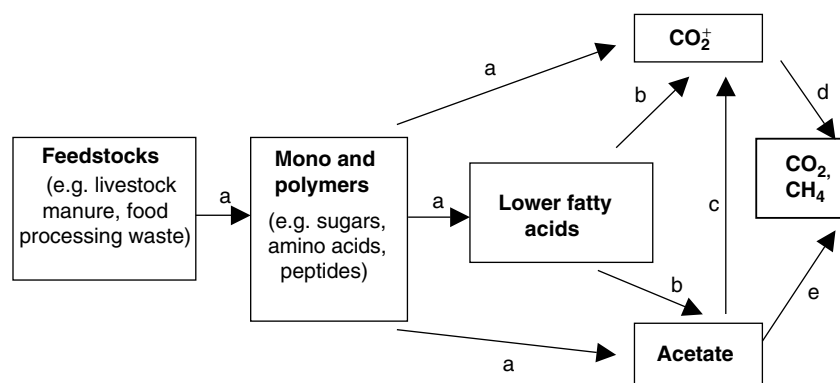 CO₂⁺
a
b
d
Feedstocks
(e.g. livestock
manure, food
processing waste)
a
Mono and
polymers
(e.g. sugars,
amino acids,
peptides)
a
Lower fatty
acids
c
CO₂,
CH₄
b
e
a
Acetate